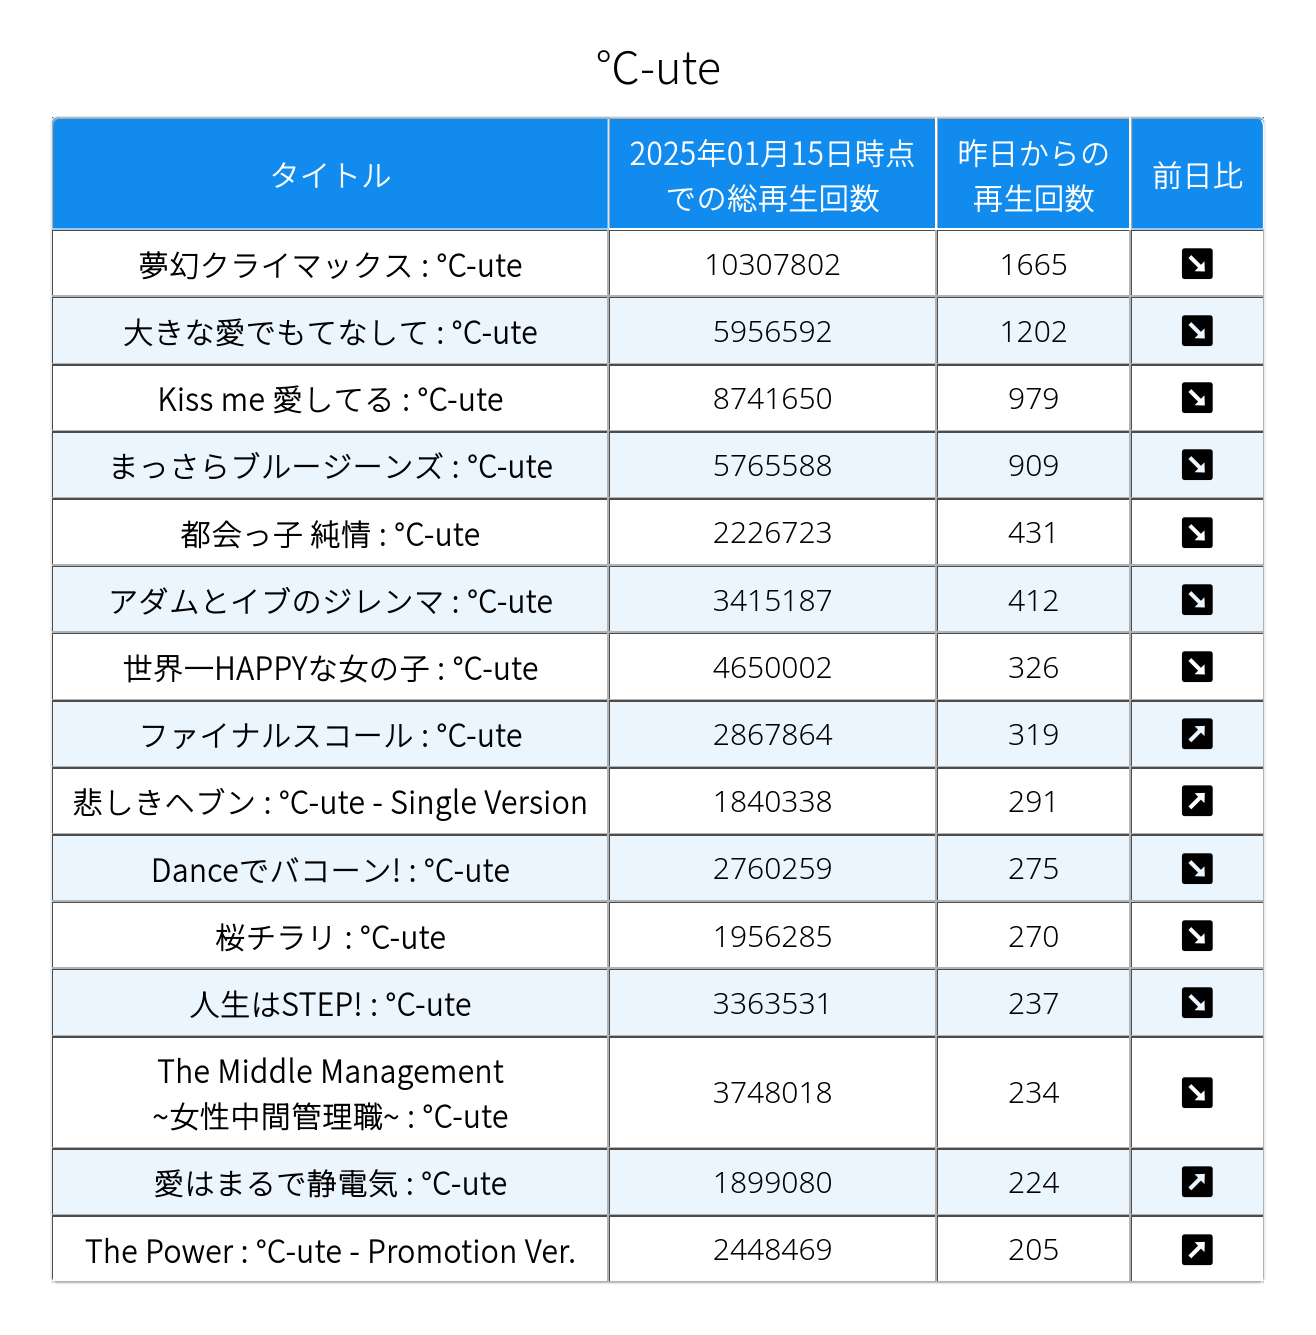 ℃-ute
タイトル
2025年01月15日時点
での総再生回数
昨日からの
再生回数
前日比
夢幻クライマックス : ℃-ute 10307802 1665 ↘
大きな愛でもてなして : ℃-ute 5956592 1202 ↘
Kiss me 愛してる : ℃-ute 8741650 979 ↘
まっさらブルージーンズ : ℃-ute 5765588 909 ↘
都会っ子 純情 : ℃-ute 2226723 431 ↘
アダムとイブのジレンマ : ℃-ute 3415187 412 ↘
世界一HAPPYな女の子 : ℃-ute 4650002 326 ↘
ファイナルスコール : ℃-ute 2867864 319 ↗
悲しきヘブン : ℃-ute - Single Version 1840338 291 ↗
Danceでバコーン! : ℃-ute 2760259 275 ↘
桜チラリ : ℃-ute 1956285 270 ↘
人生はSTEP! : ℃-ute 3363531 237 ↘
The Middle Management
~女性中間管理職~ : ℃-ute 3748018 234 ↘
愛はまるで静電気 : ℃-ute 1899080 224 ↗
The Power : ℃-ute - Promotion Ver. 2448469 205 ↗